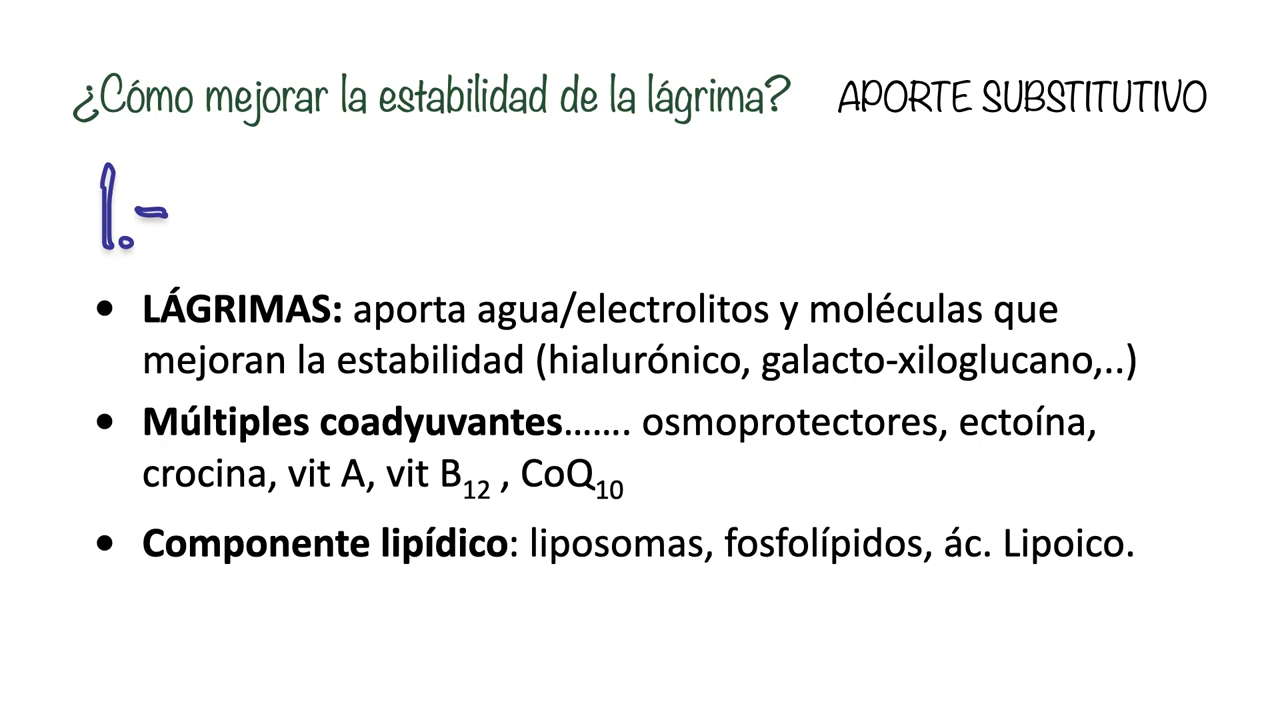 ¿Cómo mejorar la estabilidad de la lágrima? APORTE SUBSTITUTIVO
1.-
• LÁGRIMAS: aporta agua/electrolitos y moléculas que
mejoran la estabilidad (hialurónico, galacto-xiloglucano,..)
• Múltiples coadyuvantes....... osmoprotectores, ectoína,
crocina, vit A, vit B12 , CoQ10
• Componente lipídico: liposomas, fosfolípidos, ác. Lipoico.